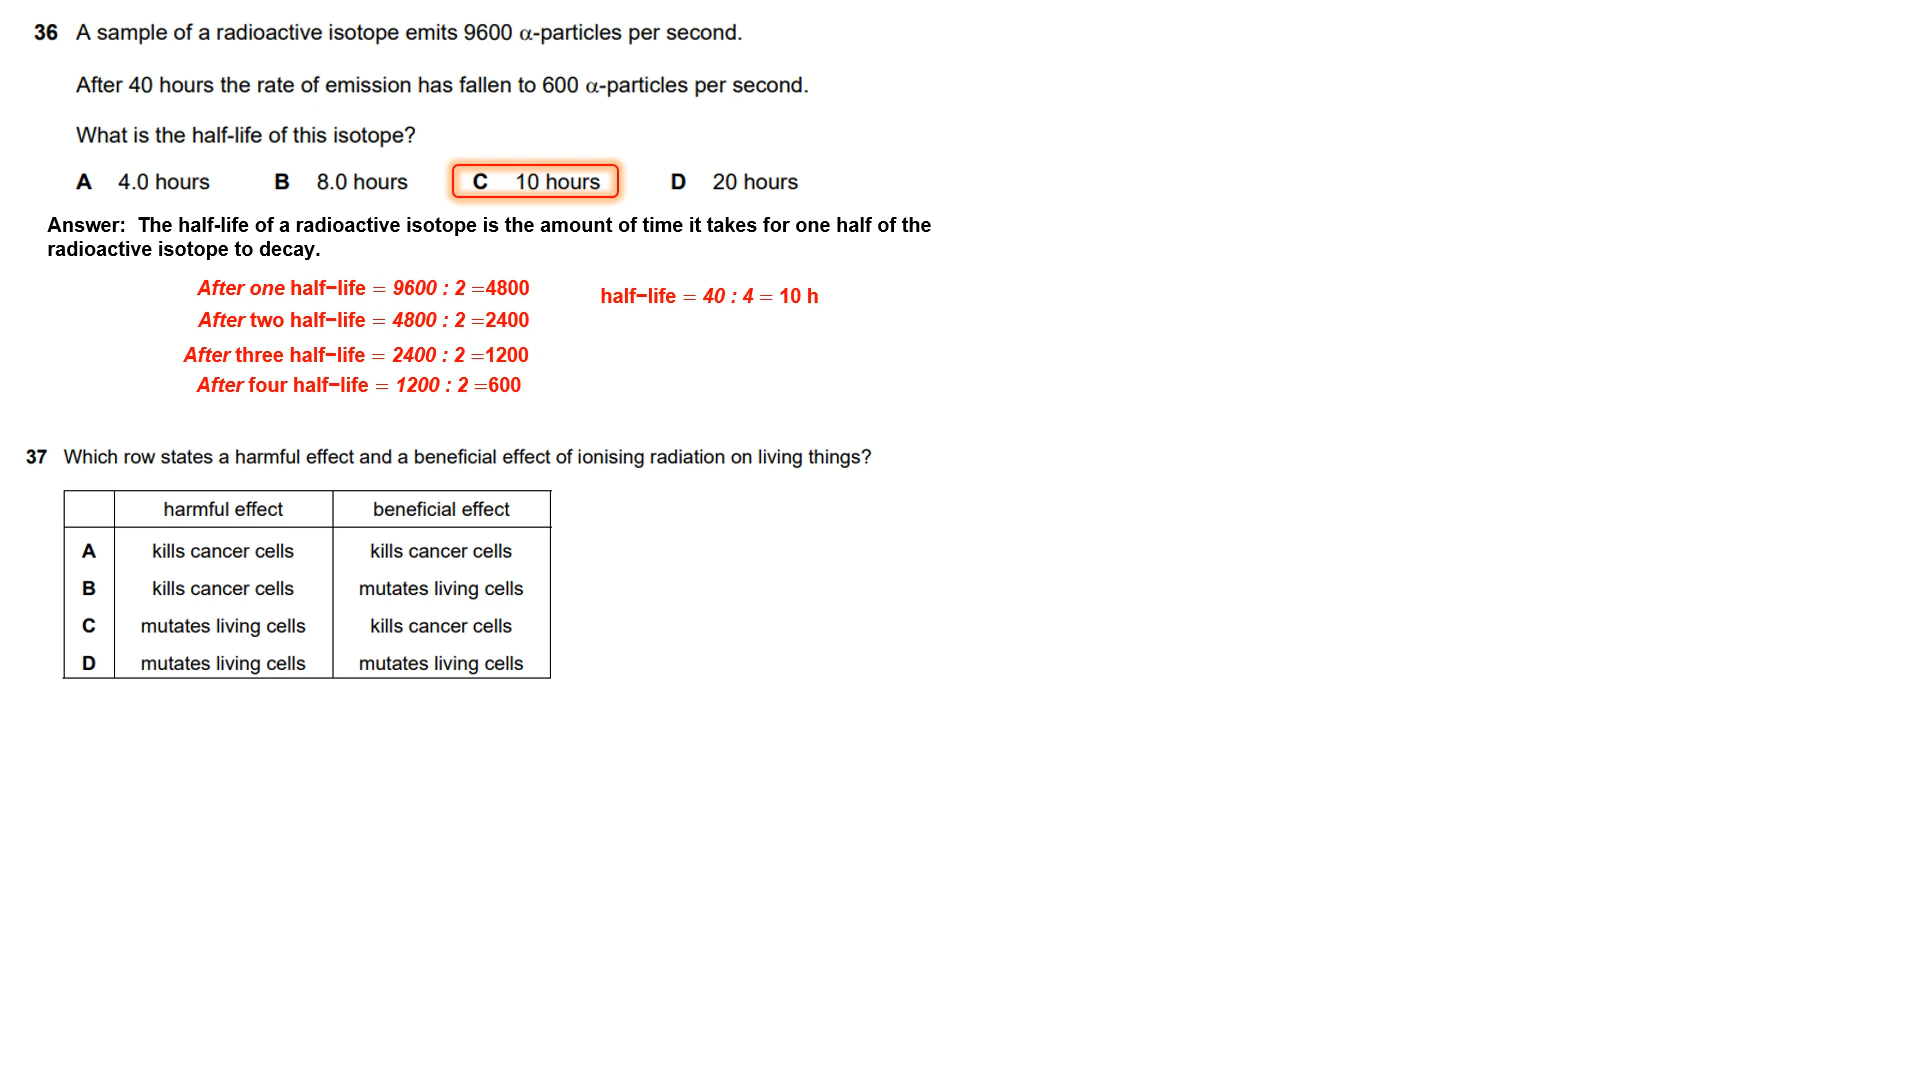 36 A sample of a radioactive isotope emits 9600 α-particles per second.
After 40 hours the rate of emission has fallen to 600 α-particles per second.
What is the half-life of this isotope?
A 4.0 hours B 8.0 hours C 10 hours D 20 hours
Answer: The half-life of a radioactive isotope is the amount of time it takes for one half of the
radioactive isotope to decay.
After one half−life = 9600 : 2 =4800
half−life = 40 : 4 = 10 h
After two half−life = 4800 : 2 =2400
After three half−life = 2400 : 2 =1200
After four half−life = 1200 : 2 =600
37 Which row states a harmful effect and a beneficial effect of ionising radiation on living things?
harmful effect beneficial effect
A kills cancer cells kills cancer cells
B kills cancer cells mutates living cells
C mutates living cells kills cancer cells
D mutates living cells mutates living cells